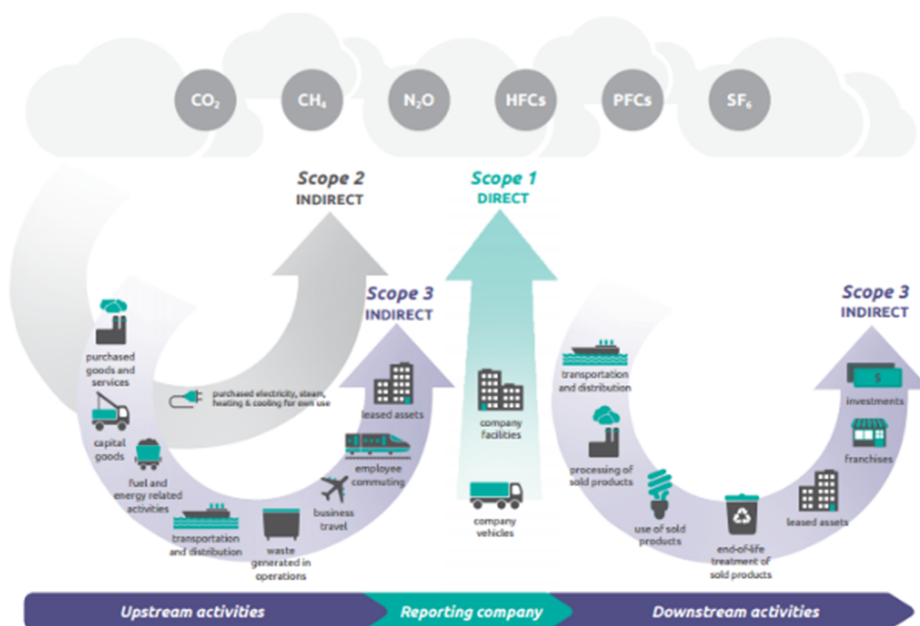 CO₂ CH₄ N₂O HFCs PFCs SF₆
Scope 2
INDIRECT
Scope 1
DIRECT
Scope 3
INDIRECT
Scope 3
INDIRECT
purchased
goods and
services
capital
goods
fuel and
energy related
activities
transportation
and distribution
waste
generated in
operations
business
travel
employee
commuting
leased assets
purchased electricity, steam,
heating & cooling for own use
company
facilities
company
vehicles
transportation
and distribution
processing of
sold products
use of sold
products
end-of-life
treatment of
sold products
leased assets
franchises
investments
$
Upstream activities
Reporting company
Downstream activities